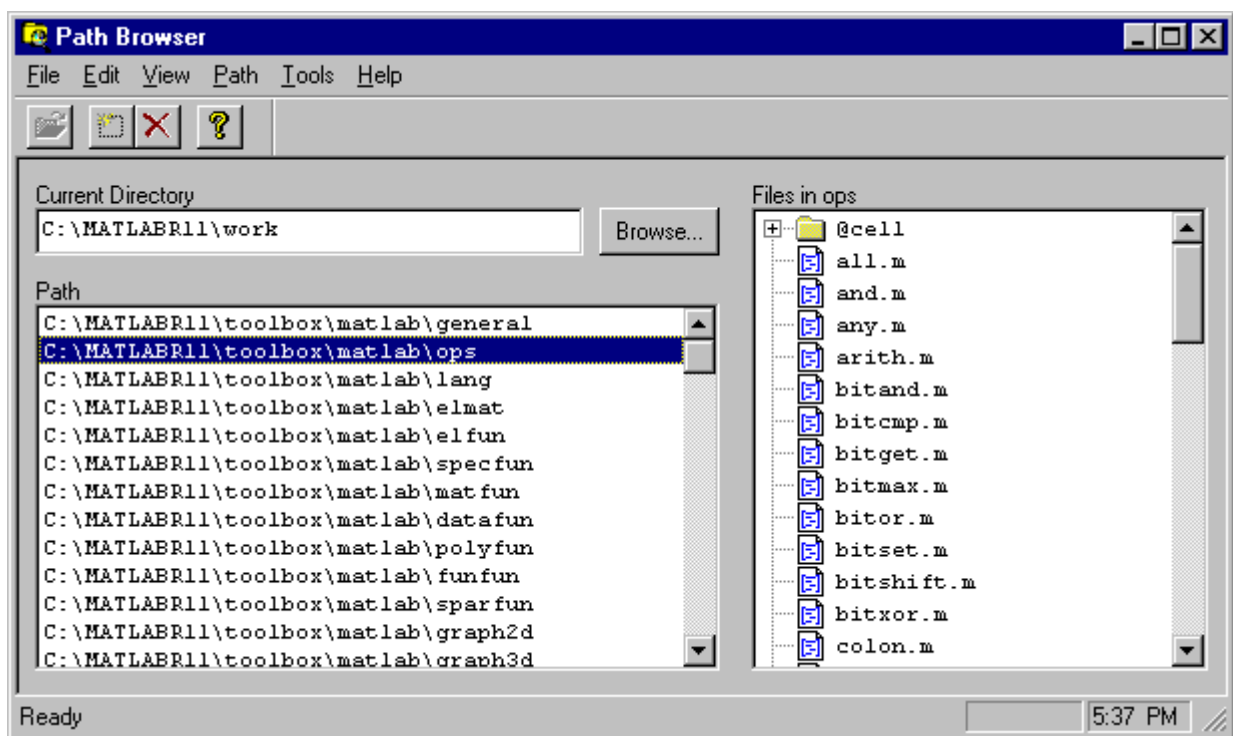 Path Browser
File Edit View Path Tools Help
Current Directory
C:\MATLABR11\work
Browse...
Path
C:\MATLABR11\toolbox\matlab\general
C:\MATLABR11\toolbox\matlab\ops
C:\MATLABR11\toolbox\matlab\lang
C:\MATLABR11\toolbox\matlab\elmat
C:\MATLABR11\toolbox\matlab\elfun
C:\MATLABR11\toolbox\matlab\specfun
C:\MATLABR11\toolbox\matlab\matfun
C:\MATLABR11\toolbox\matlab\datafun
C:\MATLABR11\toolbox\matlab\polyfun
C:\MATLABR11\toolbox\matlab\funfun
C:\MATLABR11\toolbox\matlab\sparfun
C:\MATLABR11\toolbox\matlab\graph2d
C:\MATLABR11\toolbox\matlab\graph3d
Files in ops
@cell
all.m
and.m
any.m
arith.m
bitand.m
bitcmp.m
bitget.m
bitmax.m
bitor.m
bitset.m
bitshift.m
bitxor.m
colon.m
Ready
5:37 PM